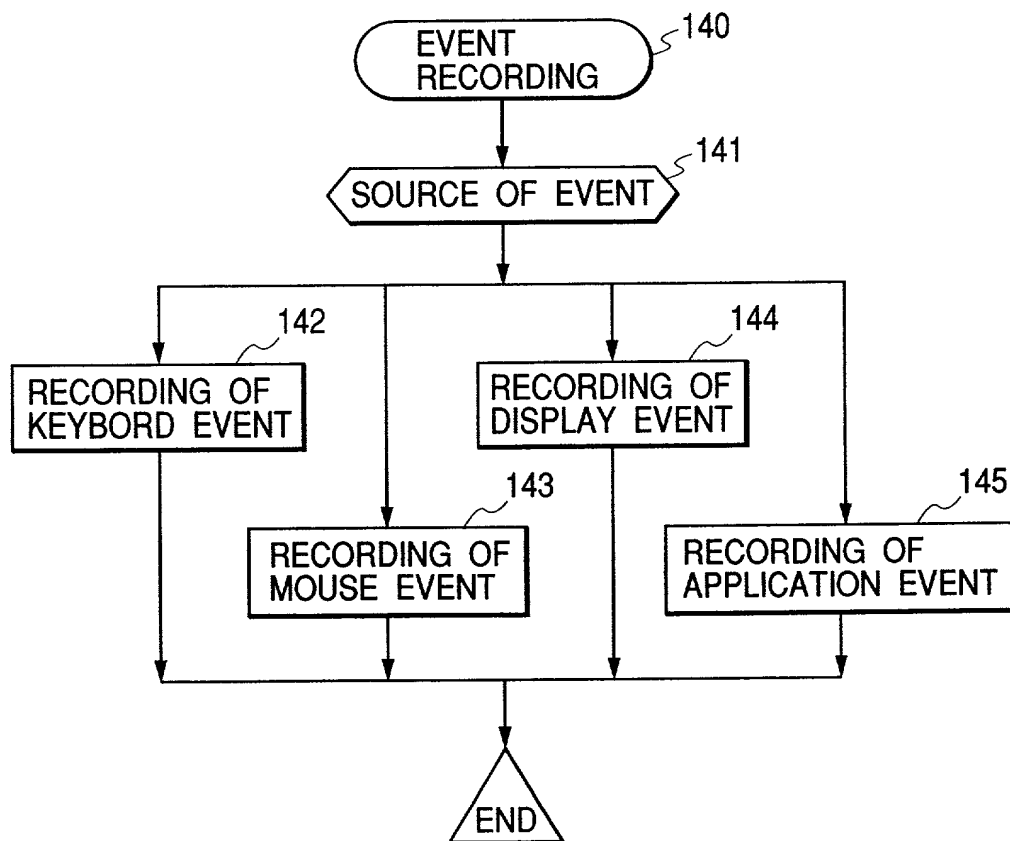 EVENT
RECORDING
140
SOURCE OF EVENT
141
142
RECORDING OF
KEYBORD EVENT
143
RECORDING OF
MOUSE EVENT
144
RECORDING OF
DISPLAY EVENT
145
RECORDING OF
APPLICATION EVENT
END